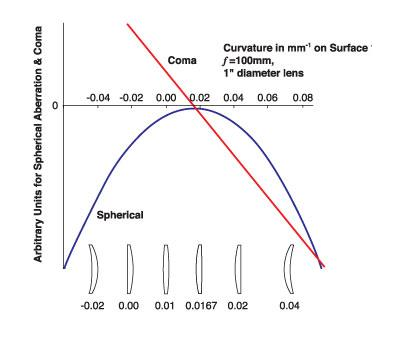 Curvature in mm⁻¹ on Surface
f=100mm,
1" diameter lens
Coma
-0.04 -0.02 0.00 0.02 0.04 0.06 0.08
0
Arbitrary Units for Spherical Aberration & Coma
Spherical
-0.02 0.00 0.01 0.0167 0.02 0.04